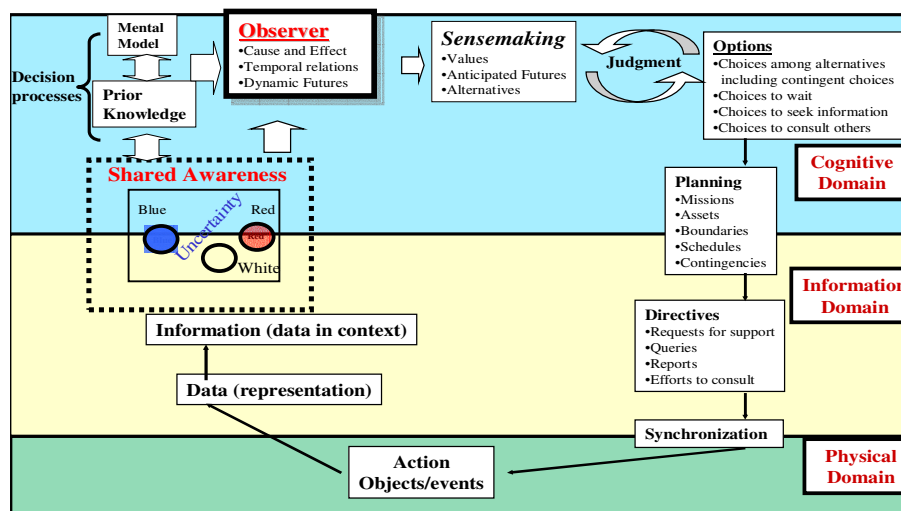 Mental
Model
Decision
processes
Prior
Knowledge
Observer
•Cause and Effect
•Temporal relations
•Dynamic Futures
Sensemaking
•Values
•Anticipated Futures
•Alternatives
Judgment
Options
•Choices among alternatives
including contingent choices
•Choices to wait
•Choices to seek information
•Choices to consult others
Cognitive
Domain
Shared Awareness
Blue
Uncertainty
Red
Red
White
Planning
•Missions
•Assets
•Boundaries
•Schedules
•Contingencies
Information
Domain
Information (data in context)
Data (representation)
Directives
•Requests for support
•Queries
•Reports
•Efforts to consult
Synchronization
Action
Objects/events
Physical
Domain